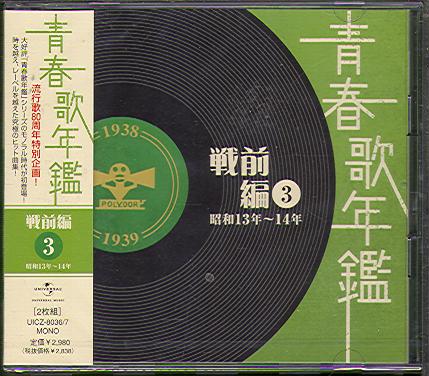 青春歌年鑑
大好評「青春歌年鑑」シリーズのモノラル時代が初登場!
時を越え、レーベルを越えた究極のヒット曲集!
流行歌80周年特別企画!
戦前編
3
昭和13年~14年
UNIVERSAL
UNIVERSAL MUSIC
[2枚組]
UICZ-8036/7
MONO
定価¥2,980
(税抜価格¥2,838)
1938
POLYDOR
1939
戦前
編3
昭和13年~14年
青春歌年鑑